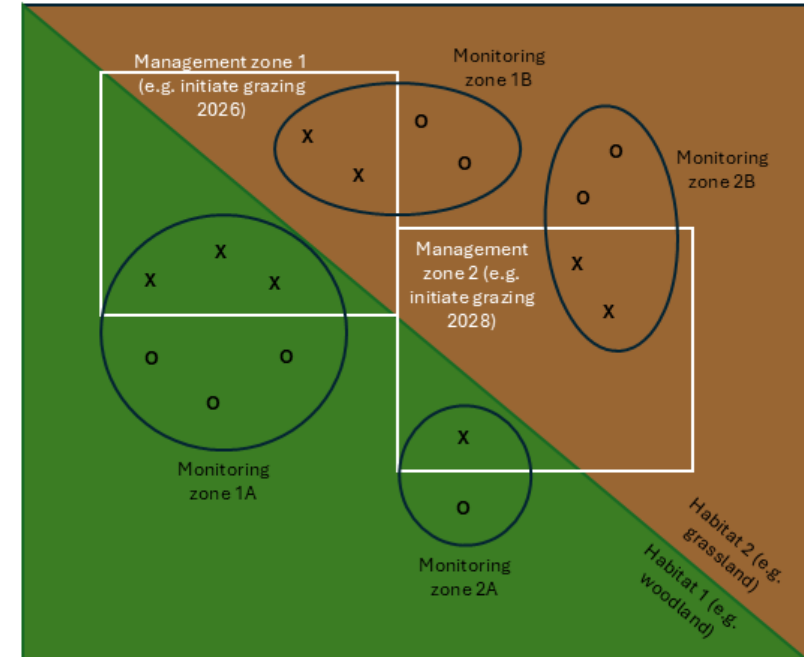 Management zone 1
(e.g. initiate grazing
2026)
Monitoring
zone 1B
X
X
O
O
Monitoring
zone 2B
O
O
X
X
Management
zone 2 (e.g.
initiate grazing
2028)
X
X
X
O
O
O
Monitoring
zone 1A
X
O
Monitoring
zone 2A
Habitat 2 (e.g.
grassland)
Habitat 1 (e.g.
woodland)